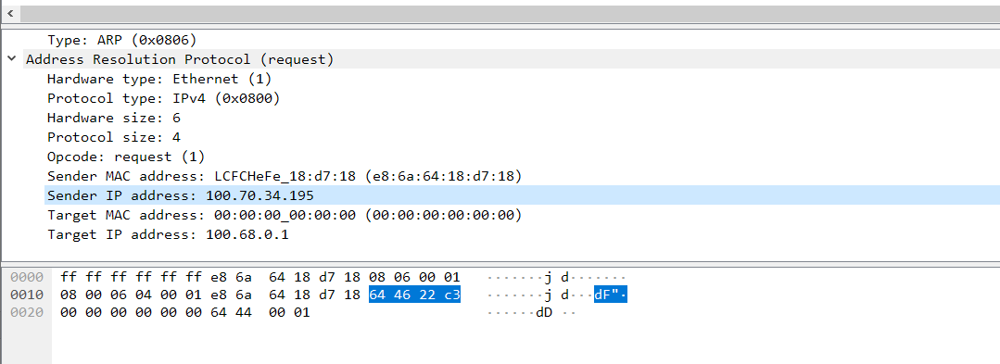 Type: ARP (0x0806)
Address Resolution Protocol (request)
Hardware type: Ethernet (1)
Protocol type: IPv4 (0x0800)
Hardware size: 6
Protocol size: 4
Opcode: request (1)
Sender MAC address: LCFCHeFe_18:d7:18 (e8:6a:64:18:d7:18)
Sender IP address: 100.70.34.195
Target MAC address: 00:00:00_00:00:00 (00:00:00:00:00:00)
Target IP address: 100.68.0.1
0000 ff ff ff ff ff ff e8 6a 64 18 d7 18 08 06 00 01 ·······j d·······
0010 08 00 06 04 00 01 e8 6a 64 18 d7 18 64 46 22 c3 ·······j d···dF"·
0020 00 00 00 00 00 00 64 44 00 01 ······dD ··